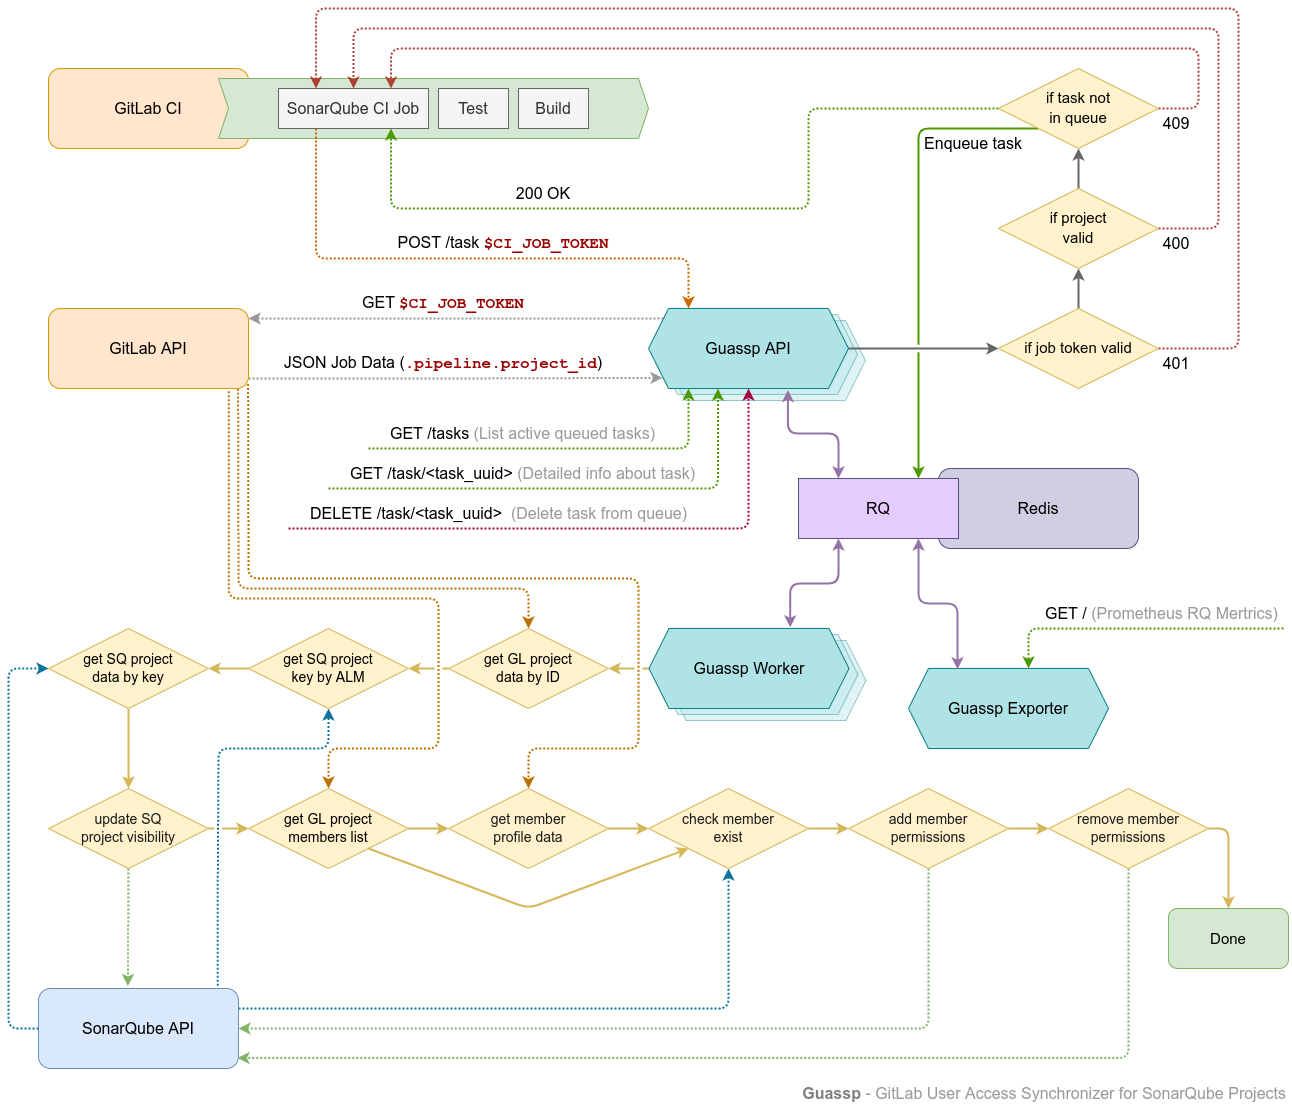 GitLab CI
SonarQube CI Job
Test
Build
if task not
in queue
409
Enqueue task
200 OK
if project
valid
400
POST /task $CI_JOB_TOKEN
GET $CI_JOB_TOKEN
GitLab API
Guassp API
if job token valid
401
JSON Job Data (.pipeline.project_id)
GET /tasks (List active queued tasks)
GET /task/<task_uuid> (Detailed info about task)
DELETE /task/<task_uuid> (Delete task from queue)
RQ
Redis
GET / (Prometheus RQ Mertrics)
get SQ project
data by key
get SQ project
key by ALM
get GL project
data by ID
Guassp Worker
Guassp Exporter
update SQ
project visibility
get GL project
members list
get member
profile data
check member
exist
add member
permissions
remove member
permissions
Done
SonarQube API
Guassp - GitLab User Access Synchronizer for SonarQube Projects